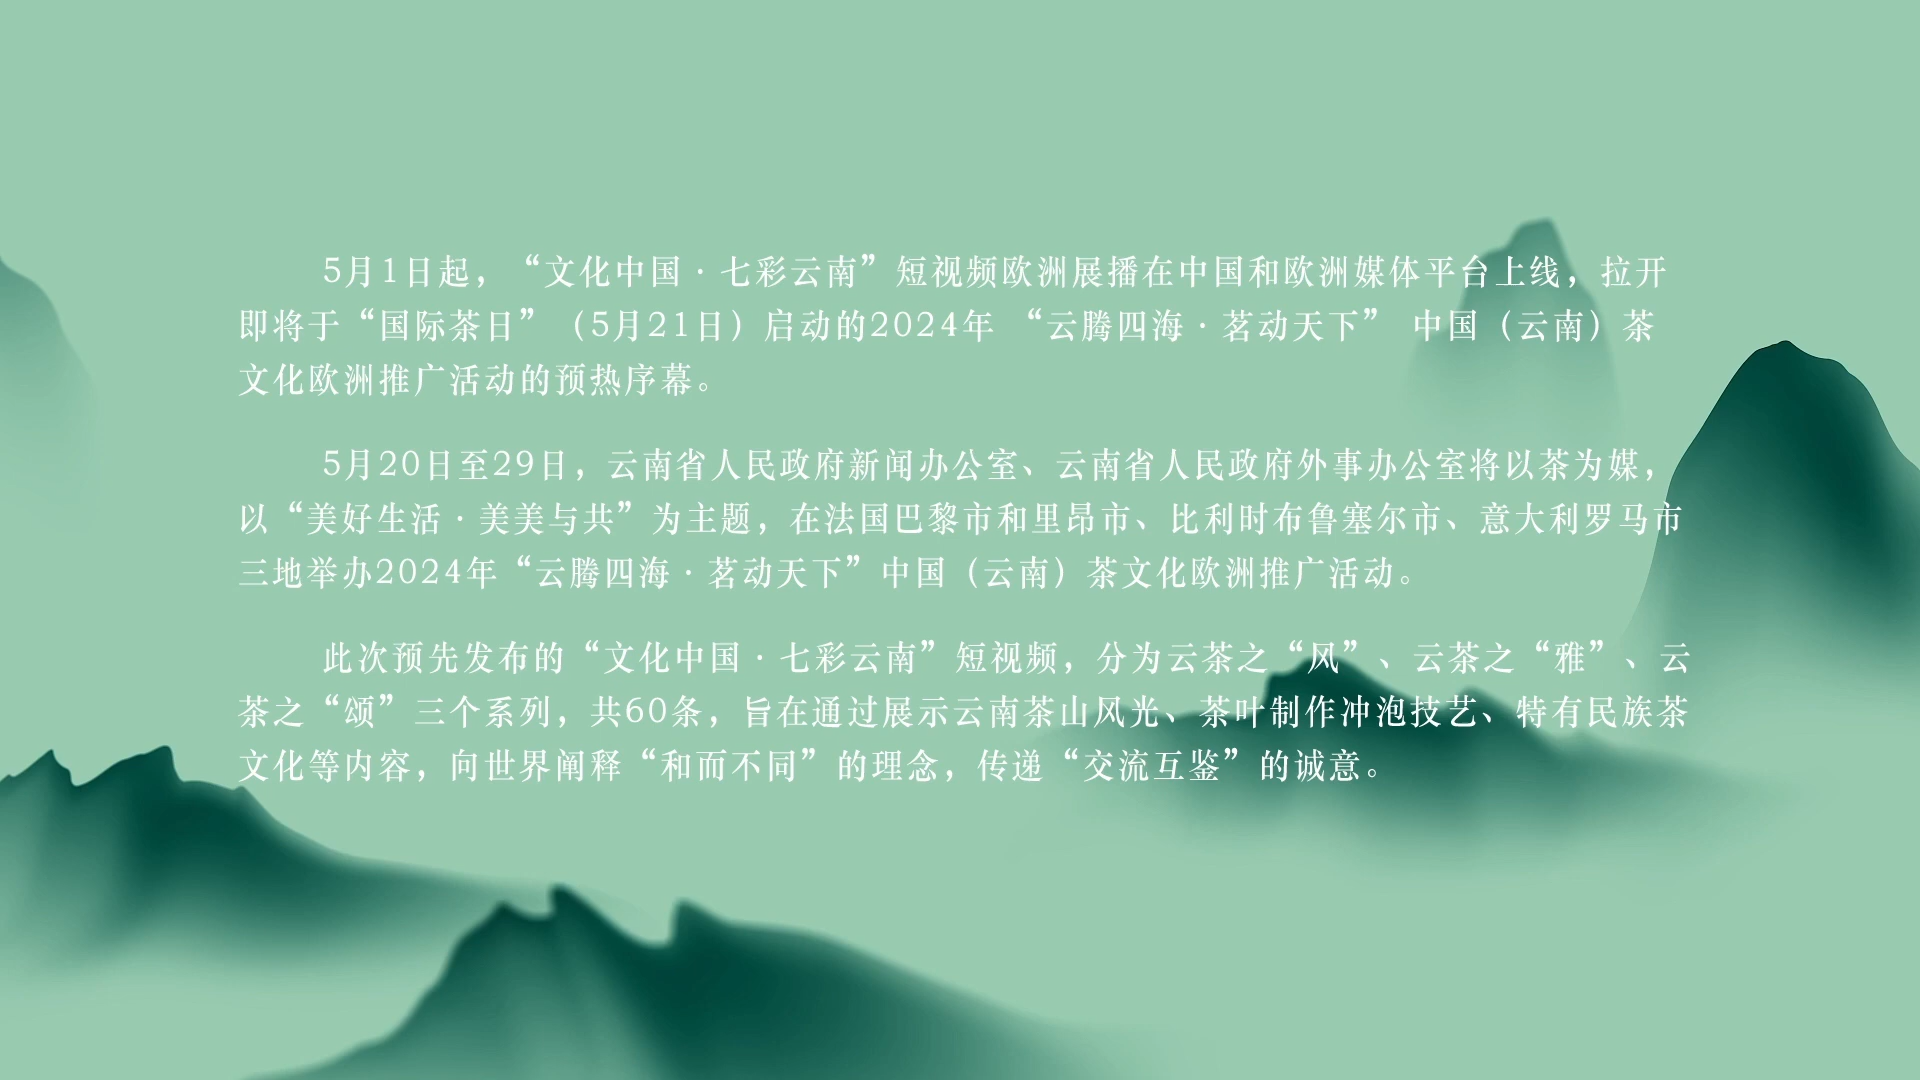 5月1日起，“文化中国·七彩云南”短视频欧洲展播在中国和欧洲媒体平台上线，拉开
即将于“国际茶日”（5月21日）启动的2024年 “云腾四海·茗动天下” 中国（云南）茶
文化欧洲推广活动的预热序幕。
5月20日至29日，云南省人民政府新闻办公室、云南省人民政府外事办公室将以茶为媒，
以“美好生活·美美与共”为主题，在法国巴黎市和里昂市、比利时布鲁塞尔市、意大利罗马市
三地举办2024年“云腾四海·茗动天下”中国（云南）茶文化欧洲推广活动。
此次预先发布的“文化中国·七彩云南”短视频，分为云茶之“风”、云茶之“雅”、云
茶之“颂”三个系列，共60条，旨在通过展示云南茶山风光、茶叶制作冲泡技艺、特有民族茶
文化等内容，向世界阐释“和而不同”的理念，传递“交流互鉴”的诚意。